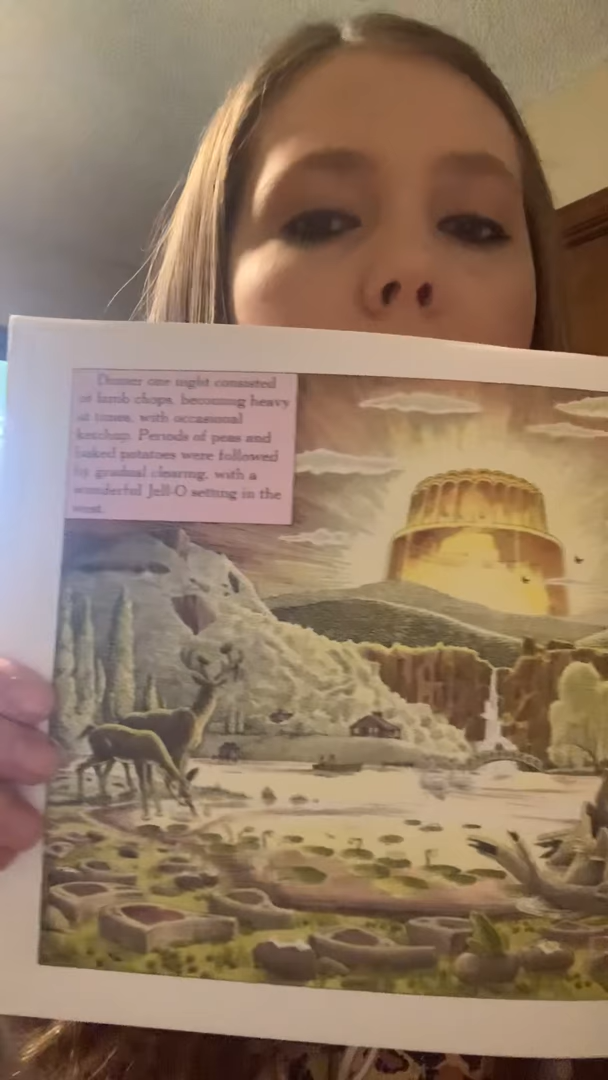 Dinner one night consisted
of lamb chops, becoming heavy
at times, with occasional
ketchup. Periods of peas and
baked potatoes were followed
by gradual clearing, with a
wonderful Jell-O setting in the
west.